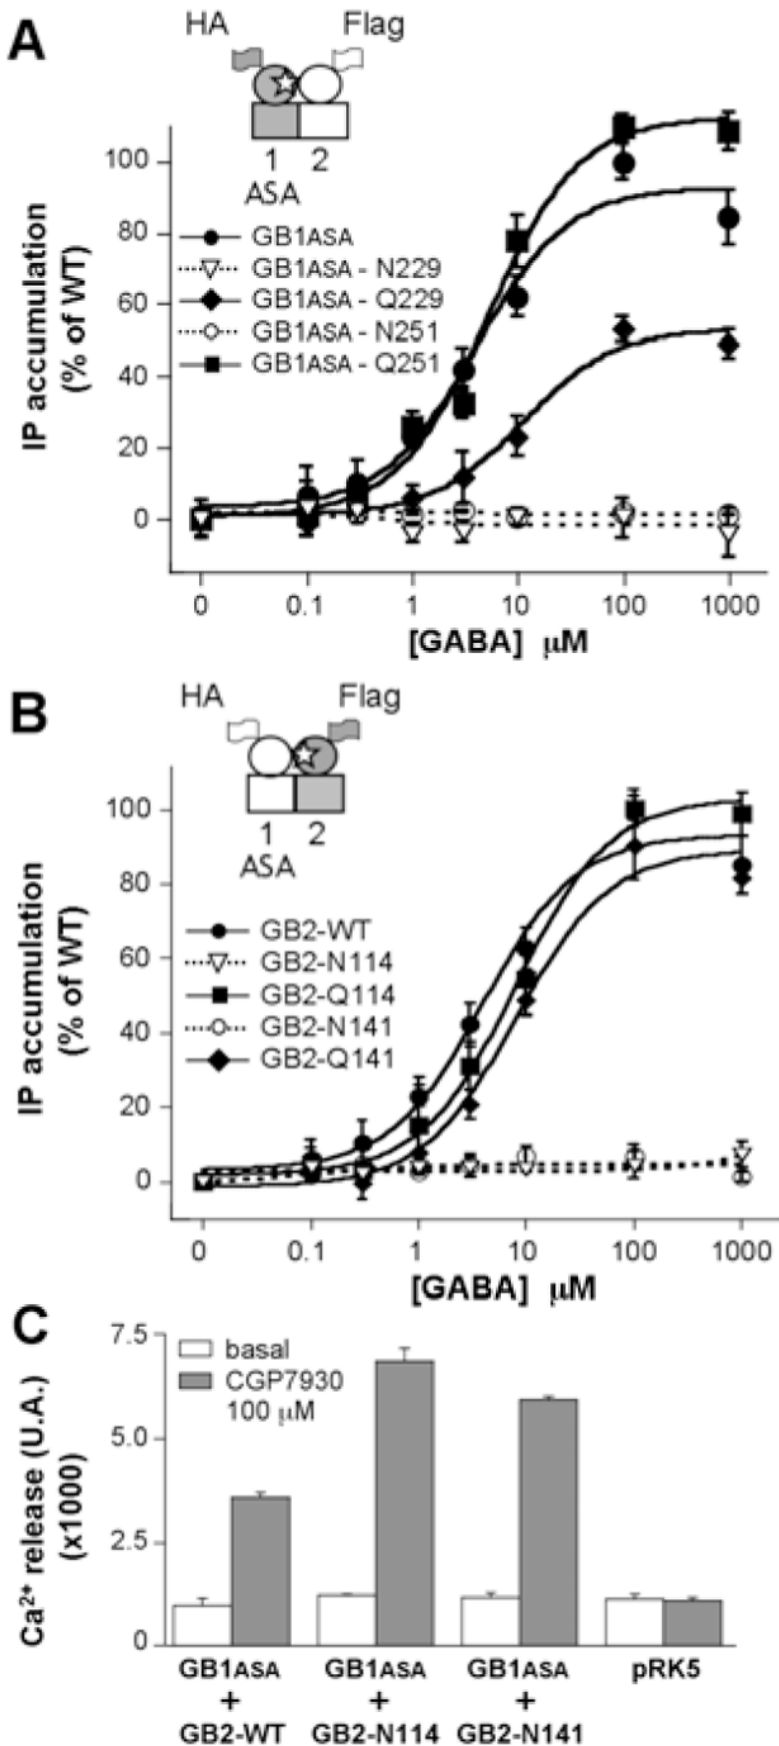 A
HA Flag
1 2
ASA
IP accumulation
(% of WT)
100
80
60
40
20
0
GB1ASA
GB1ASA - N229
GB1ASA - Q229
GB1ASA - N251
GB1ASA - Q251
0 0.1 1 10 100 1000
[GABA] µM
B
HA Flag
1 2
ASA
IP accumulation
(% of WT)
100
80
60
40
20
0
GB2-WT
GB2-N114
GB2-Q114
GB2-N141
GB2-Q141
0 0.1 1 10 100 1000
[GABA] µM
C
Ca²⁺ release (U.A.)
(x1000)
7.5
5.0
2.5
0
basal
CGP7930
100 µM
GB1ASA GB1ASA GB1ASA pRK5
+ + +
GB2-WT GB2-N114 GB2-N141